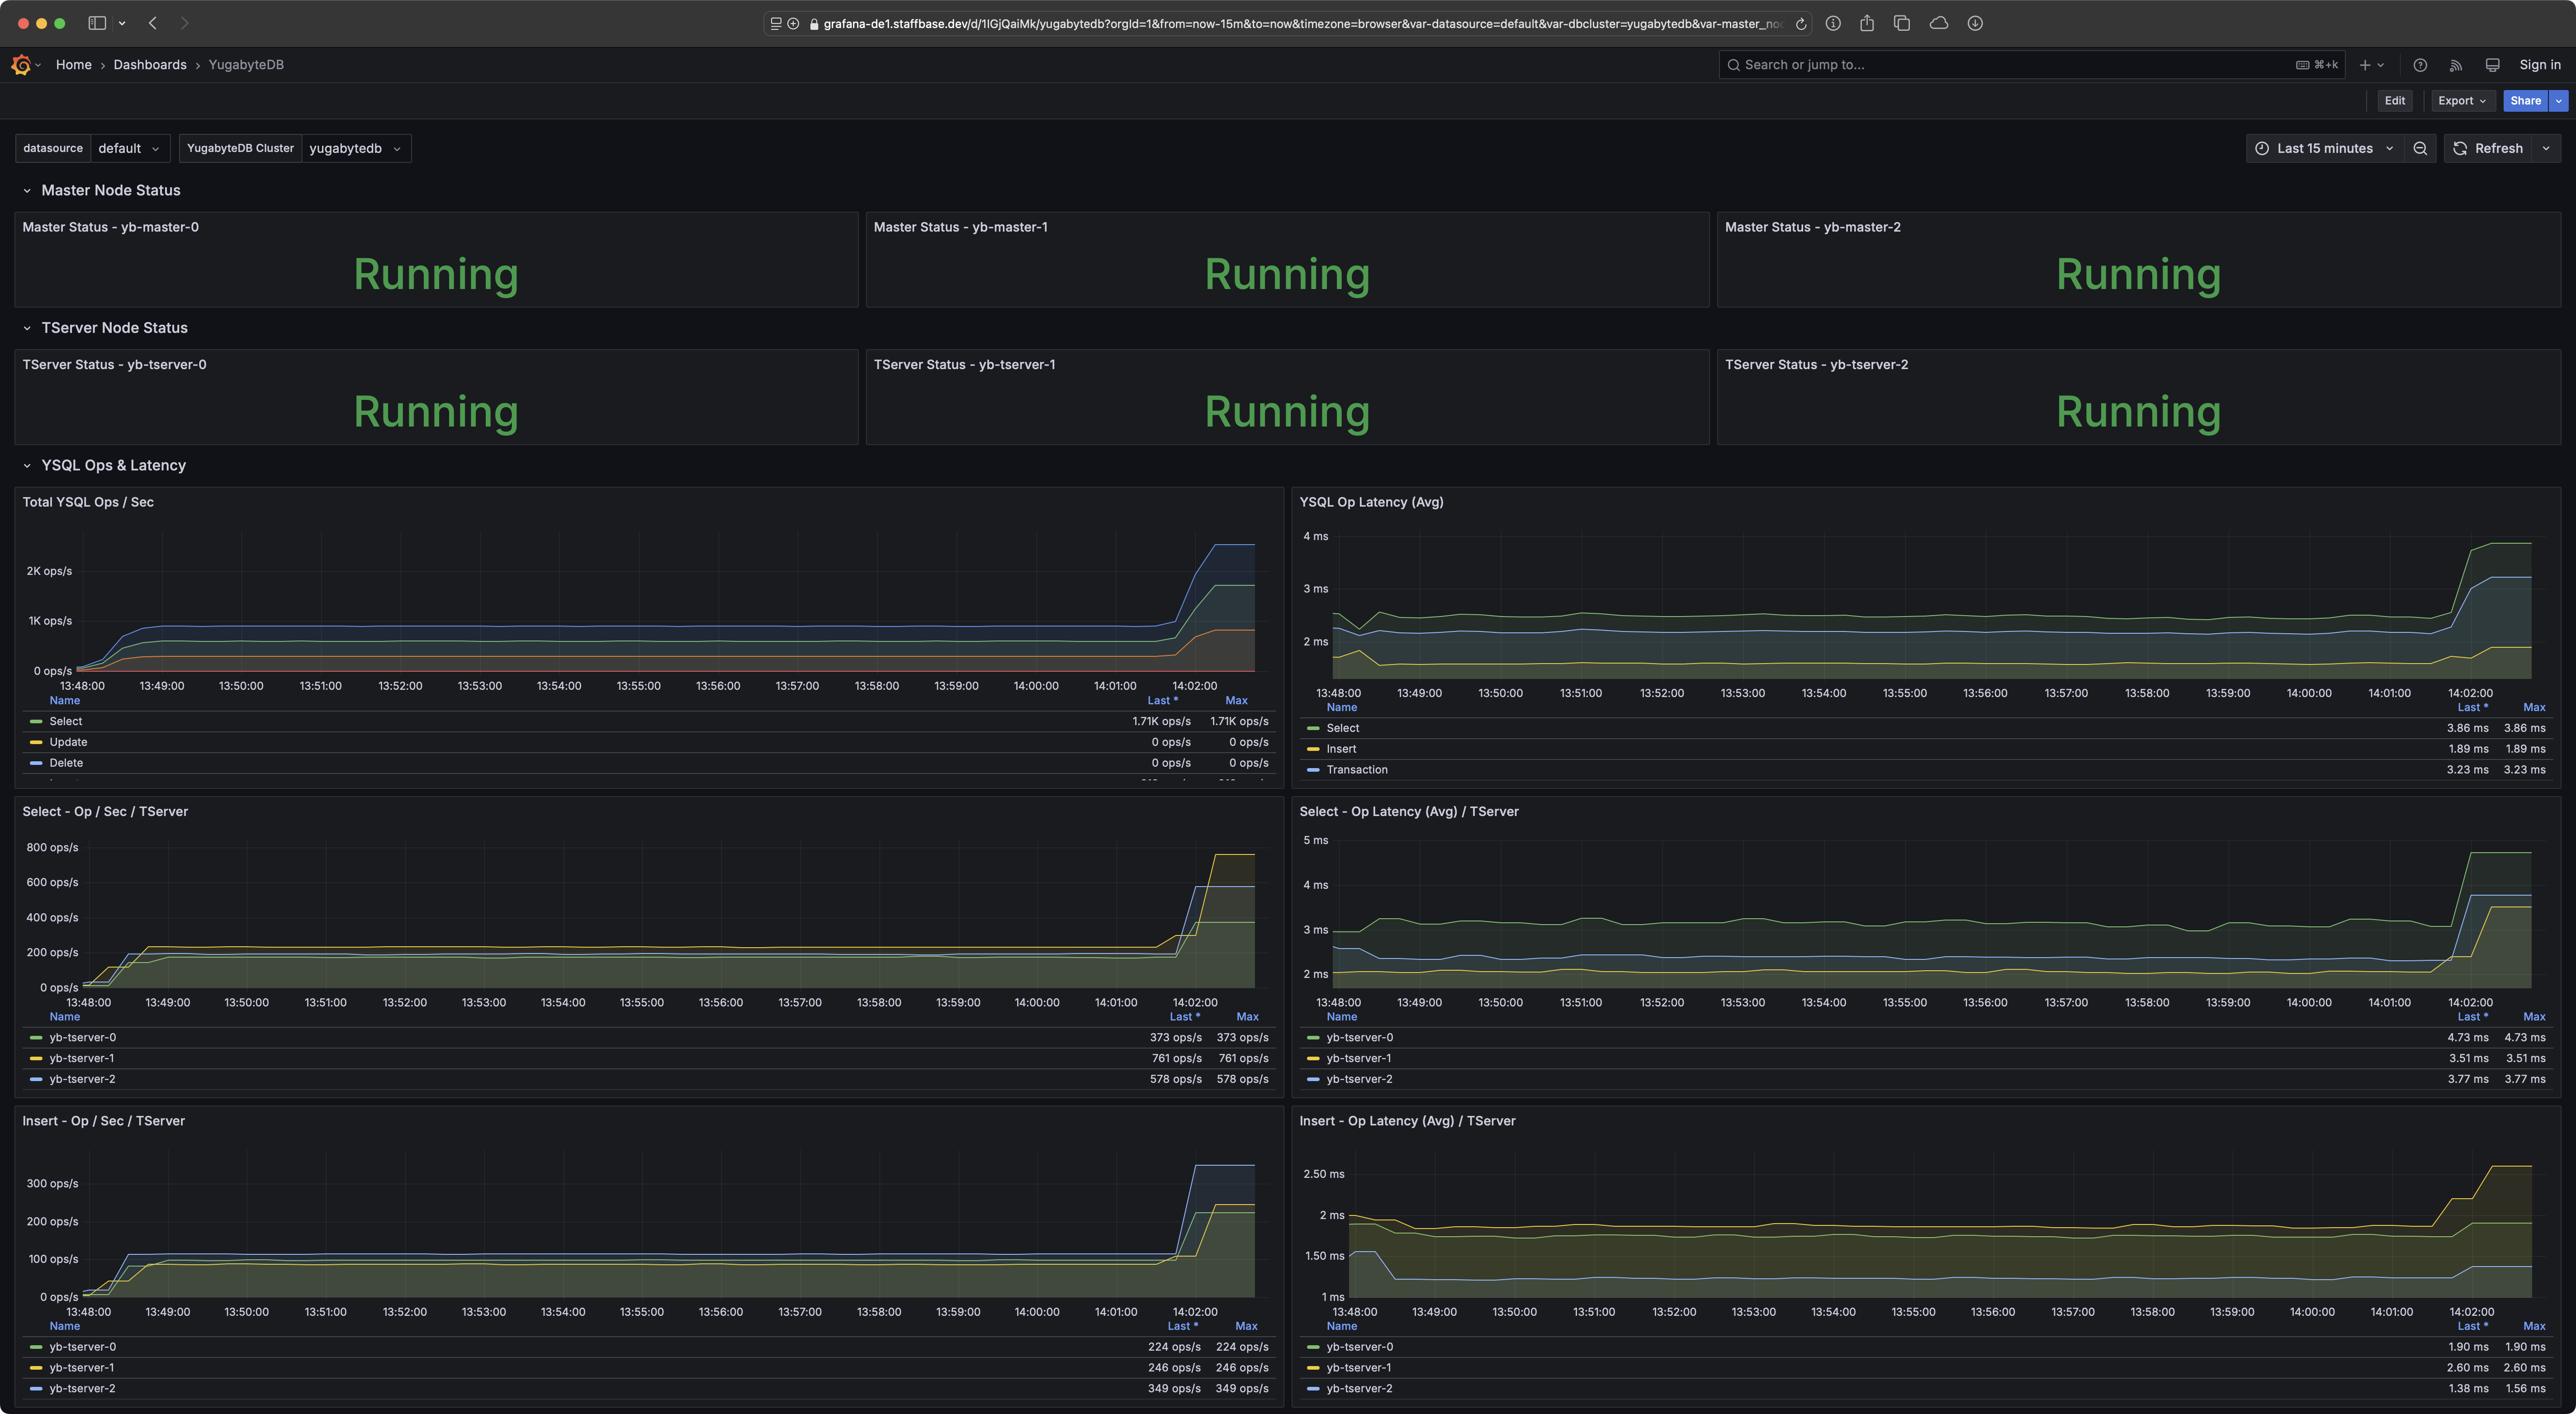 grafana-de1.staffbase.dev/d/1IGjQaiMk/yugabytedb?orgId=1&from=now-15m&to=now&timezone=browser&var-datasource=default&var-dbcluster=yugabytedb&var-master_no
Home › Dashboards › YugabyteDB
Search or jump to... ⌘+k
Sign in
Edit Export Share
datasource default YugabyteDB Cluster yugabytedb Last 15 minutes Refresh
Master Node Status
Master Status - yb-master-0 Master Status - yb-master-1 Master Status - yb-master-2
Running Running Running
TServer Node Status
TServer Status - yb-tserver-0 TServer Status - yb-tserver-1 TServer Status - yb-tserver-2
Running Running Running
YSQL Ops & Latency
Total YSQL Ops / Sec
2K ops/s
1K ops/s
0 ops/s
13:48:00 13:49:00 13:50:00 13:51:00 13:52:00 13:53:00 13:54:00 13:55:00 13:56:00 13:57:00 13:58:00 13:59:00 14:00:00 14:01:00 14:02:00
Name Last * Max
Select 1.71K ops/s 1.71K ops/s
Update 0 ops/s 0 ops/s
Delete 0 ops/s 0 ops/s
YSQL Op Latency (Avg)
4 ms
3 ms
2 ms
13:48:00 13:49:00 13:50:00 13:51:00 13:52:00 13:53:00 13:54:00 13:55:00 13:56:00 13:57:00 13:58:00 13:59:00 14:00:00 14:01:00 14:02:00
Name Last * Max
Select 3.86 ms 3.86 ms
Insert 1.89 ms 1.89 ms
Transaction 3.23 ms 3.23 ms
Select - Op / Sec / TServer
800 ops/s
600 ops/s
400 ops/s
200 ops/s
0 ops/s
13:48:00 13:49:00 13:50:00 13:51:00 13:52:00 13:53:00 13:54:00 13:55:00 13:56:00 13:57:00 13:58:00 13:59:00 14:00:00 14:01:00 14:02:00
Name Last * Max
yb-tserver-0 373 ops/s 373 ops/s
yb-tserver-1 761 ops/s 761 ops/s
yb-tserver-2 578 ops/s 578 ops/s
Select - Op Latency (Avg) / TServer
5 ms
4 ms
3 ms
2 ms
13:48:00 13:49:00 13:50:00 13:51:00 13:52:00 13:53:00 13:54:00 13:55:00 13:56:00 13:57:00 13:58:00 13:59:00 14:00:00 14:01:00 14:02:00
Name Last * Max
yb-tserver-0 4.73 ms 4.73 ms
yb-tserver-1 3.51 ms 3.51 ms
yb-tserver-2 3.77 ms 3.77 ms
Insert - Op / Sec / TServer
300 ops/s
200 ops/s
100 ops/s
0 ops/s
13:48:00 13:49:00 13:50:00 13:51:00 13:52:00 13:53:00 13:54:00 13:55:00 13:56:00 13:57:00 13:58:00 13:59:00 14:00:00 14:01:00 14:02:00
Name Last * Max
yb-tserver-0 224 ops/s 224 ops/s
yb-tserver-1 246 ops/s 246 ops/s
yb-tserver-2 349 ops/s 349 ops/s
Insert - Op Latency (Avg) / TServer
2.50 ms
2 ms
1.50 ms
1 ms
13:48:00 13:49:00 13:50:00 13:51:00 13:52:00 13:53:00 13:54:00 13:55:00 13:56:00 13:57:00 13:58:00 13:59:00 14:00:00 14:01:00 14:02:00
Name Last * Max
yb-tserver-0 1.90 ms 1.90 ms
yb-tserver-1 2.60 ms 2.60 ms
yb-tserver-2 1.38 ms 1.56 ms